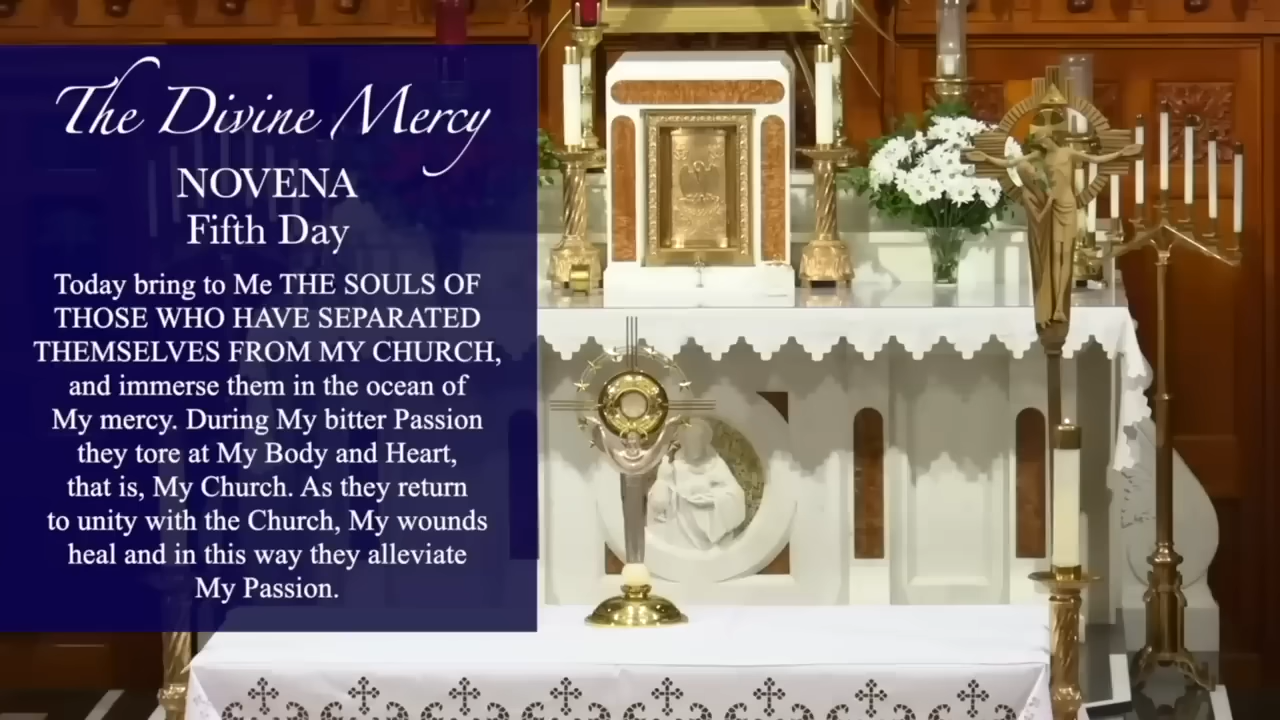 The Divine Mercy
NOVENA
Fifth Day
Today bring to Me THE SOULS OF
THOSE WHO HAVE SEPARATED
THEMSELVES FROM MY CHURCH,
and immerse them in the ocean of
My mercy. During My bitter Passion
they tore at My Body and Heart,
that is, My Church. As they return
to unity with the Church, My wounds
heal and in this way they alleviate
My Passion.